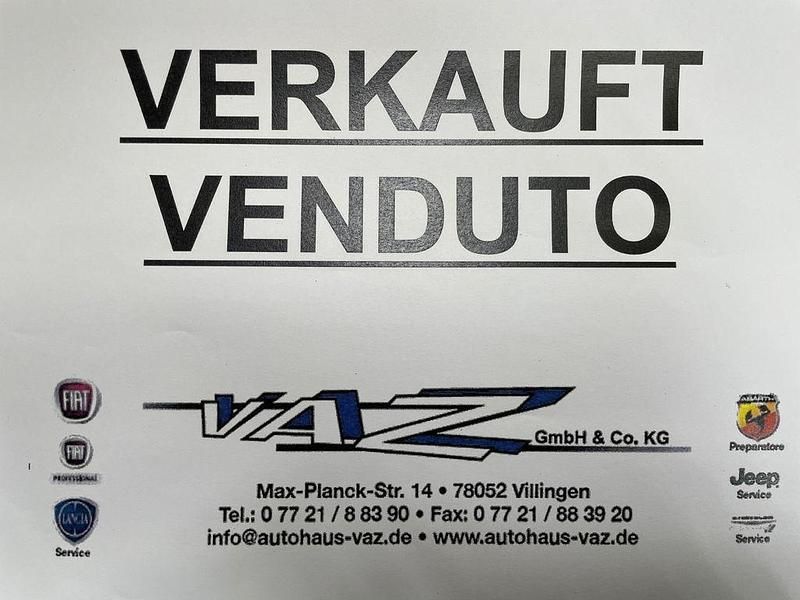 VERKAUFT
VENDUTO
VAZ
GmbH & Co. KG
Max-Planck-Str. 14 • 78052 Villingen
Tel.: 0 77 21 / 8 83 90 • Fax: 0 77 21 / 88 39 20
info@autohaus-vaz.de • www.autohaus-vaz.de
FIAT
FIAT
PROFESSIONAL
LANCIA
Service
ABARTH
Preparatore
Jeep
Service
Service